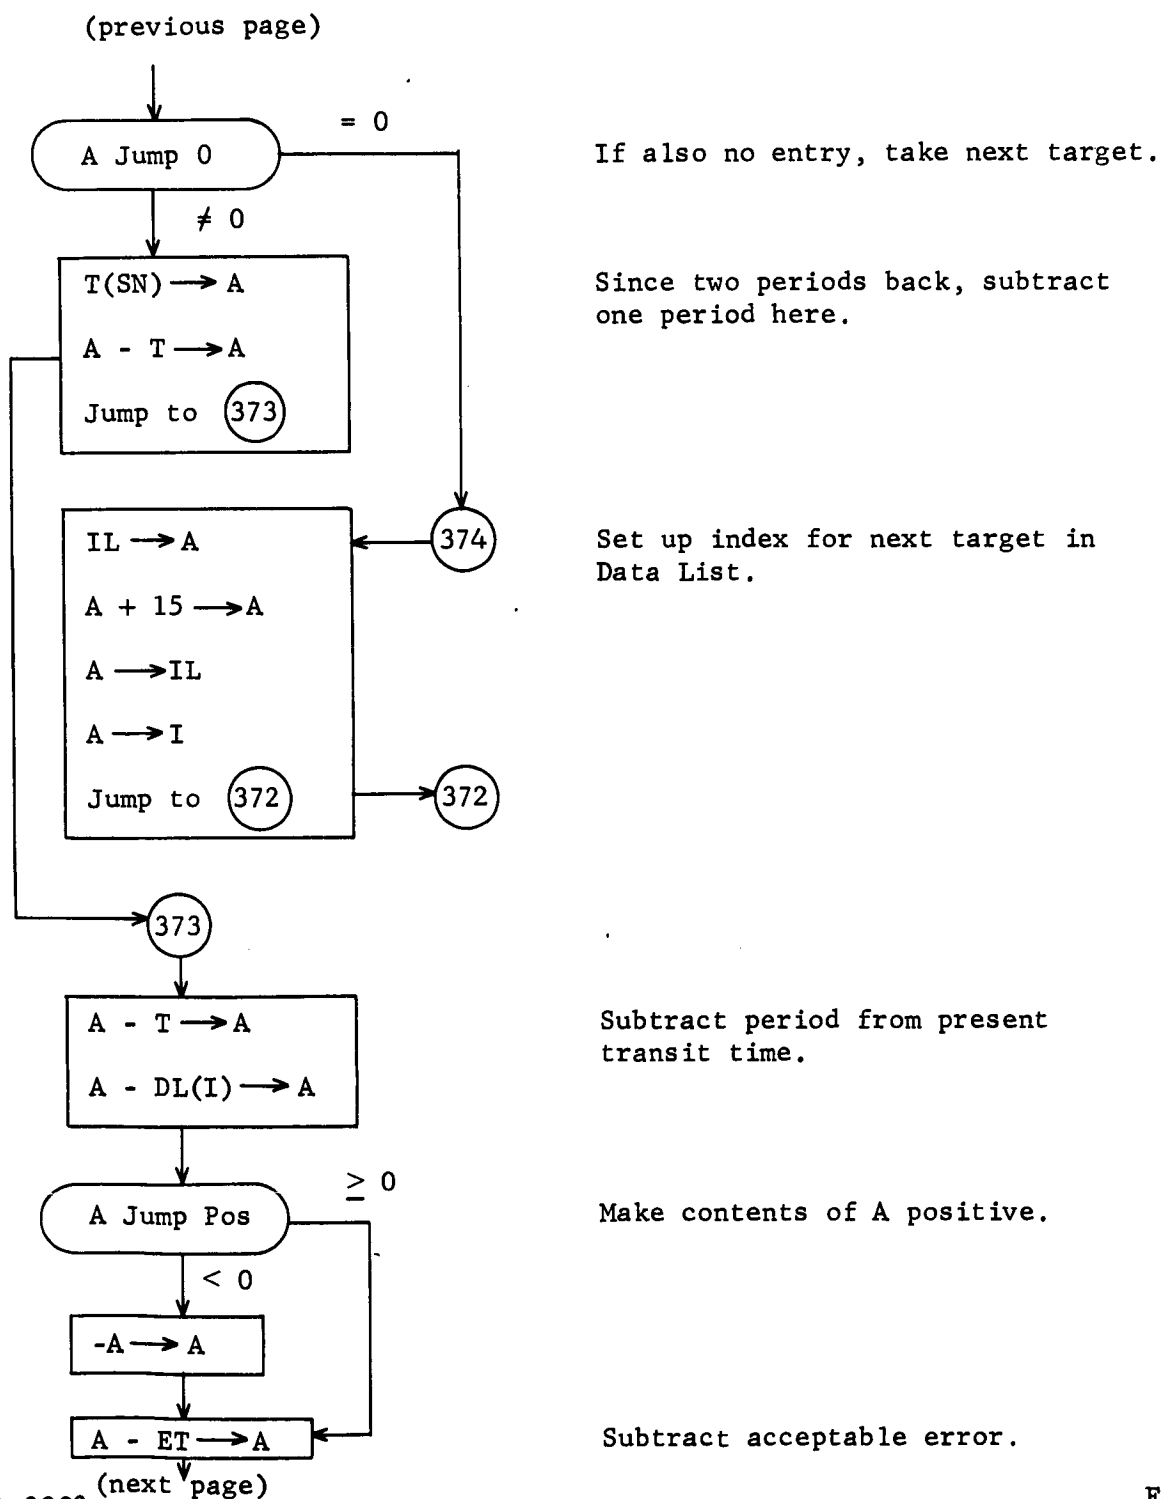 (previous page)
= 0
A Jump 0
If also no entry, take next target.
≠ 0
T(SN) → A
Since two periods back, subtract
one period here.
A - T → A
Jump to 373
IL → A
374
Set up index for next target in
Data List.
A + 15 → A
A → IL
A → I
Jump to 372
372
373
A - T → A
Subtract period from present
transit time.
A - DL(I) → A
≥ 0
A Jump Pos
Make contents of A positive.
< 0
-A → A
A - ET → A
Subtract acceptable error.
(next page)